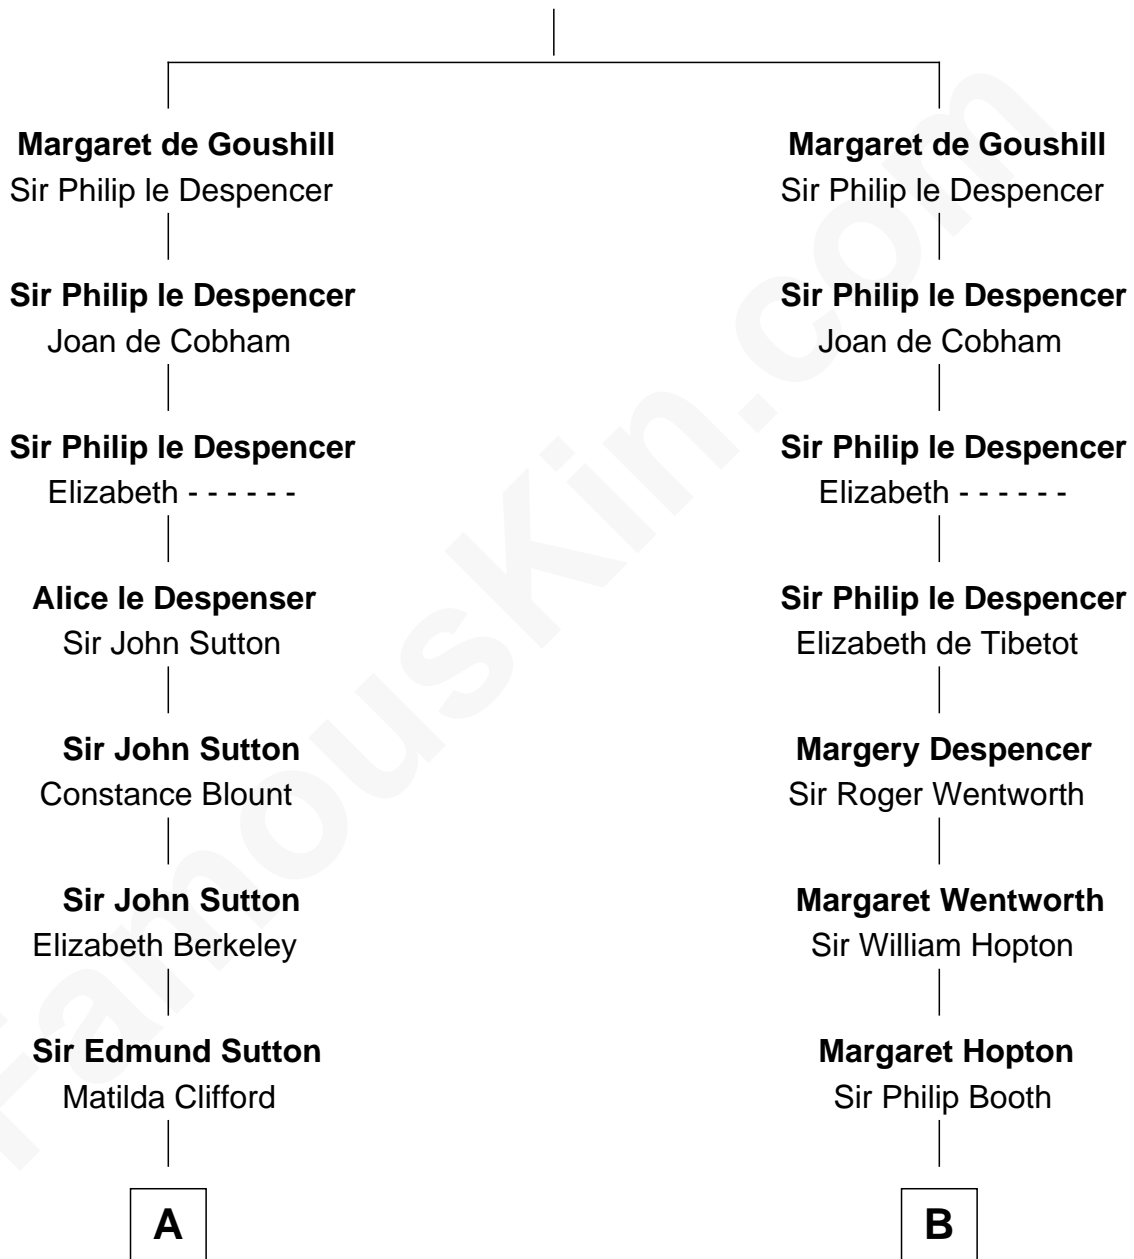 Margaret de Goushill
Sir Philip le Despencer
Sir Philip le Despencer
Joan de Cobham
Sir Philip le Despencer
Elizabeth - - - - - -
Alice le Despenser
Sir John Sutton
Sir John Sutton
Constance Blount
Sir John Sutton
Elizabeth Berkeley
Sir Edmund Sutton
Matilda Clifford
A
Margaret de Goushill
Sir Philip le Despencer
Sir Philip le Despencer
Joan de Cobham
Sir Philip le Despencer
Elizabeth - - - - - -
Sir Philip le Despencer
Elizabeth de Tibetot
Margery Despencer
Sir Roger Wentworth
Margaret Wentworth
Sir William Hopton
Margaret Hopton
Sir Philip Booth
B
FamousKin.com